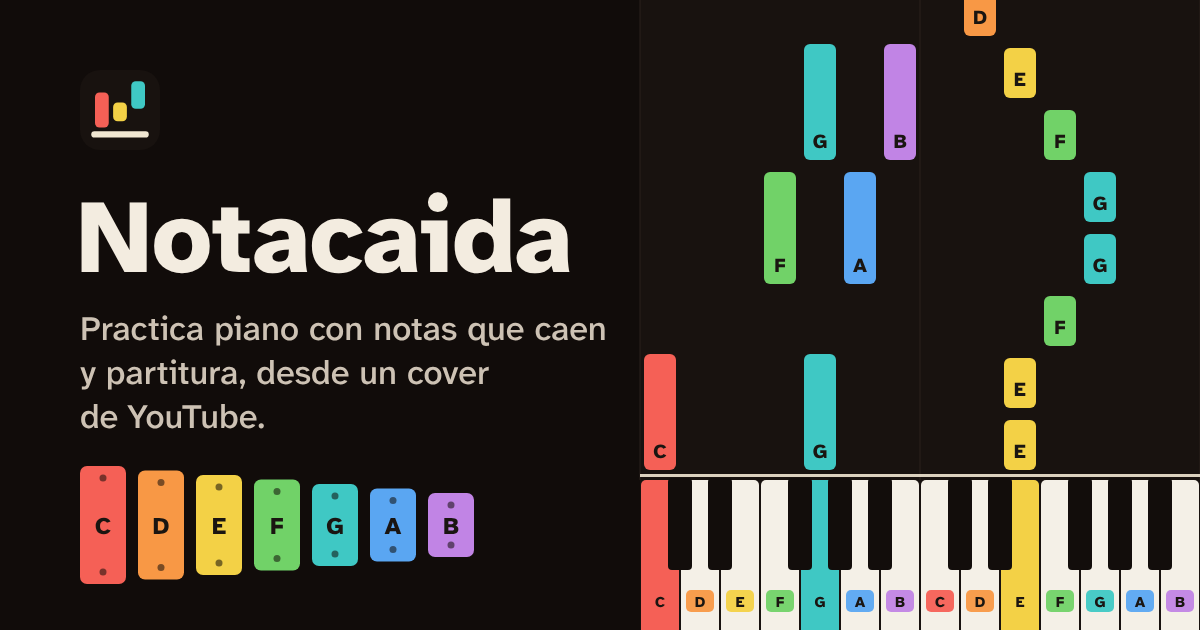 Notacaida
Practica piano con notas que caen
y partitura, desde un cover
de YouTube.
C D E F G A B
D
E
G B F
F A G
G
F
E
C G E
C D E F G A B C D E F G A B